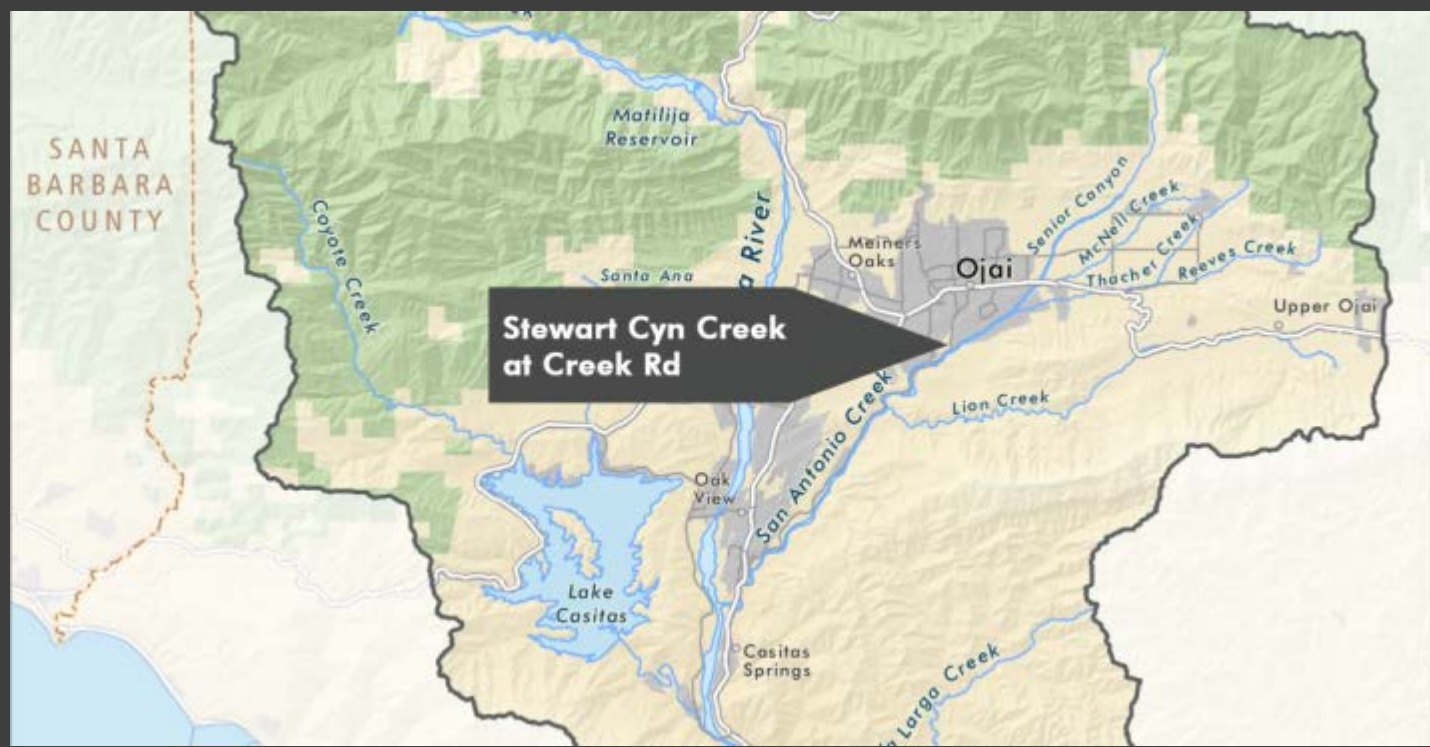 Matilija
Reservoir
SANTA
BARBARA
COUNTY
Coyote Creek
River
Meiners
Oaks
Senior Canyon
McNell Creek
Thacher Creek
Reeves Creek
Ojai
Santa Ana
Upper Ojai
Stewart Cyn Creek
at Creek Rd
San Antonio Creek
Lion Creek
Oak
View
Lake
Casitas
Casitas
Springs
Larga Creek